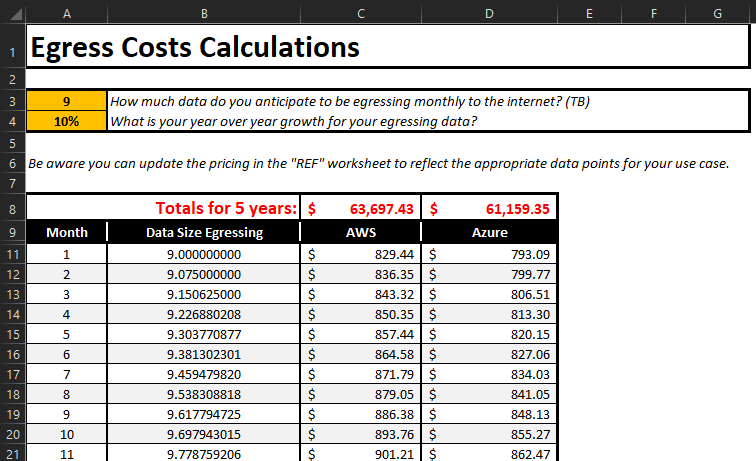 A B C D E F G
1 Egress Costs Calculations
2
3 9 How much data do you anticipate to be egressing monthly to the internet? (TB)
4 10% What is your year over year growth for your egressing data?
5
6 Be aware you can update the pricing in the "REF" worksheet to reflect the appropriate data points for your use case.
7
8 Totals for 5 years: $ 63,697.43 $ 61,159.35
9 Month Data Size Egressing AWS Azure
11 1 9.000000000 $ 829.44 $ 793.09
12 2 9.075000000 $ 836.35 $ 799.77
13 3 9.150625000 $ 843.32 $ 806.51
14 4 9.226880208 $ 850.35 $ 813.30
15 5 9.303770877 $ 857.44 $ 820.15
16 6 9.381302301 $ 864.58 $ 827.06
17 7 9.459479820 $ 871.79 $ 834.03
18 8 9.538308818 $ 879.05 $ 841.05
19 9 9.617794725 $ 886.38 $ 848.13
20 10 9.697943015 $ 893.76 $ 855.27
21 11 9.778759206 $ 901.21 $ 862.47